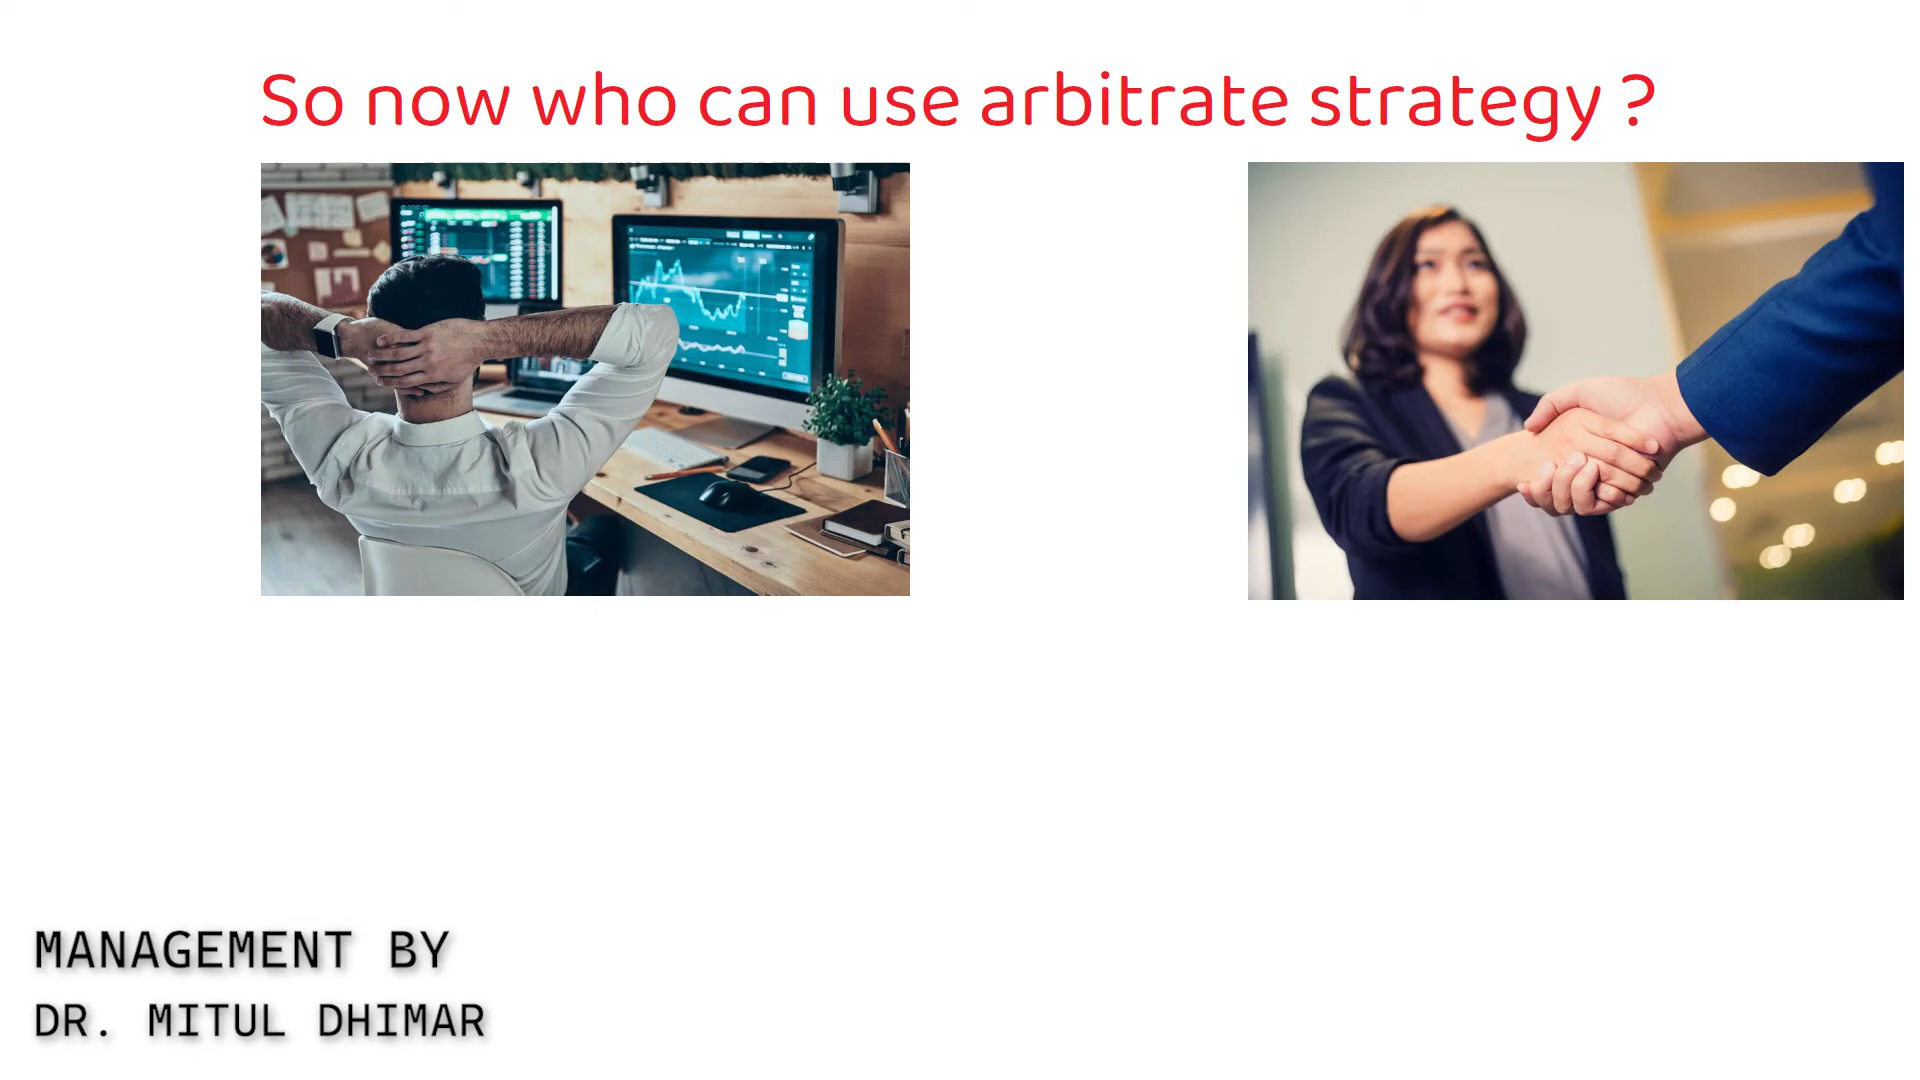 So now who can use arbitrate strategy ?
MANAGEMENT BY
DR. MITUL DHIMAR